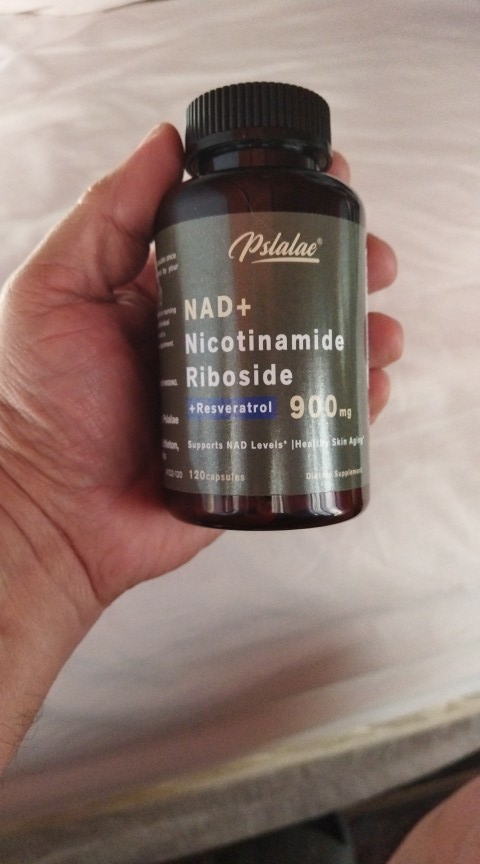 Pslalae®
NAD+
Nicotinamide
Riboside
+Resveratrol 900mg
Supports NAD Levels* |Healthy Skin Aging*
120capsules Dietary Supplement